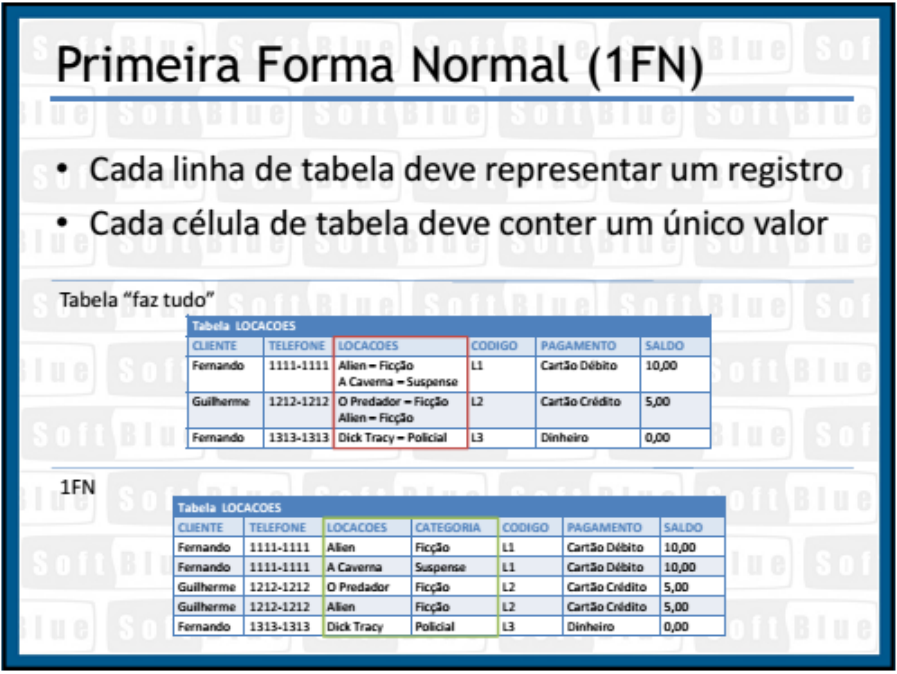 Primeira Forma Normal (1FN)
• Cada linha de tabela deve representar um registro
• Cada célula de tabela deve conter um único valor
Tabela “faz tudo”
Tabela LOCACOES
CLIENTE TELEFONE LOCACOES CODIGO PAGAMENTO SALDO
Fernando 1111-1111 Alien – Ficção L1 Cartão Débito 10,00
A Caverna – Suspense
Guilherme 1212-1212 O Predador – Ficção L2 Cartão Crédito 5,00
Alien – Ficção
Fernando 1313-1313 Dick Tracy – Policial L3 Dinheiro 0,00
1FN
Tabela LOCACOES
CLIENTE TELEFONE LOCACOES CATEGORIA CODIGO PAGAMENTO SALDO
Fernando 1111-1111 Alien Ficção L1 Cartão Débito 10,00
Fernando 1111-1111 A Caverna Suspense L1 Cartão Débito 10,00
Guilherme 1212-1212 O Predador Ficção L2 Cartão Crédito 5,00
Guilherme 1212-1212 Alien Ficção L2 Cartão Crédito 5,00
Fernando 1313-1313 Dick Tracy Policial L3 Dinheiro 0,00
Soft Blue